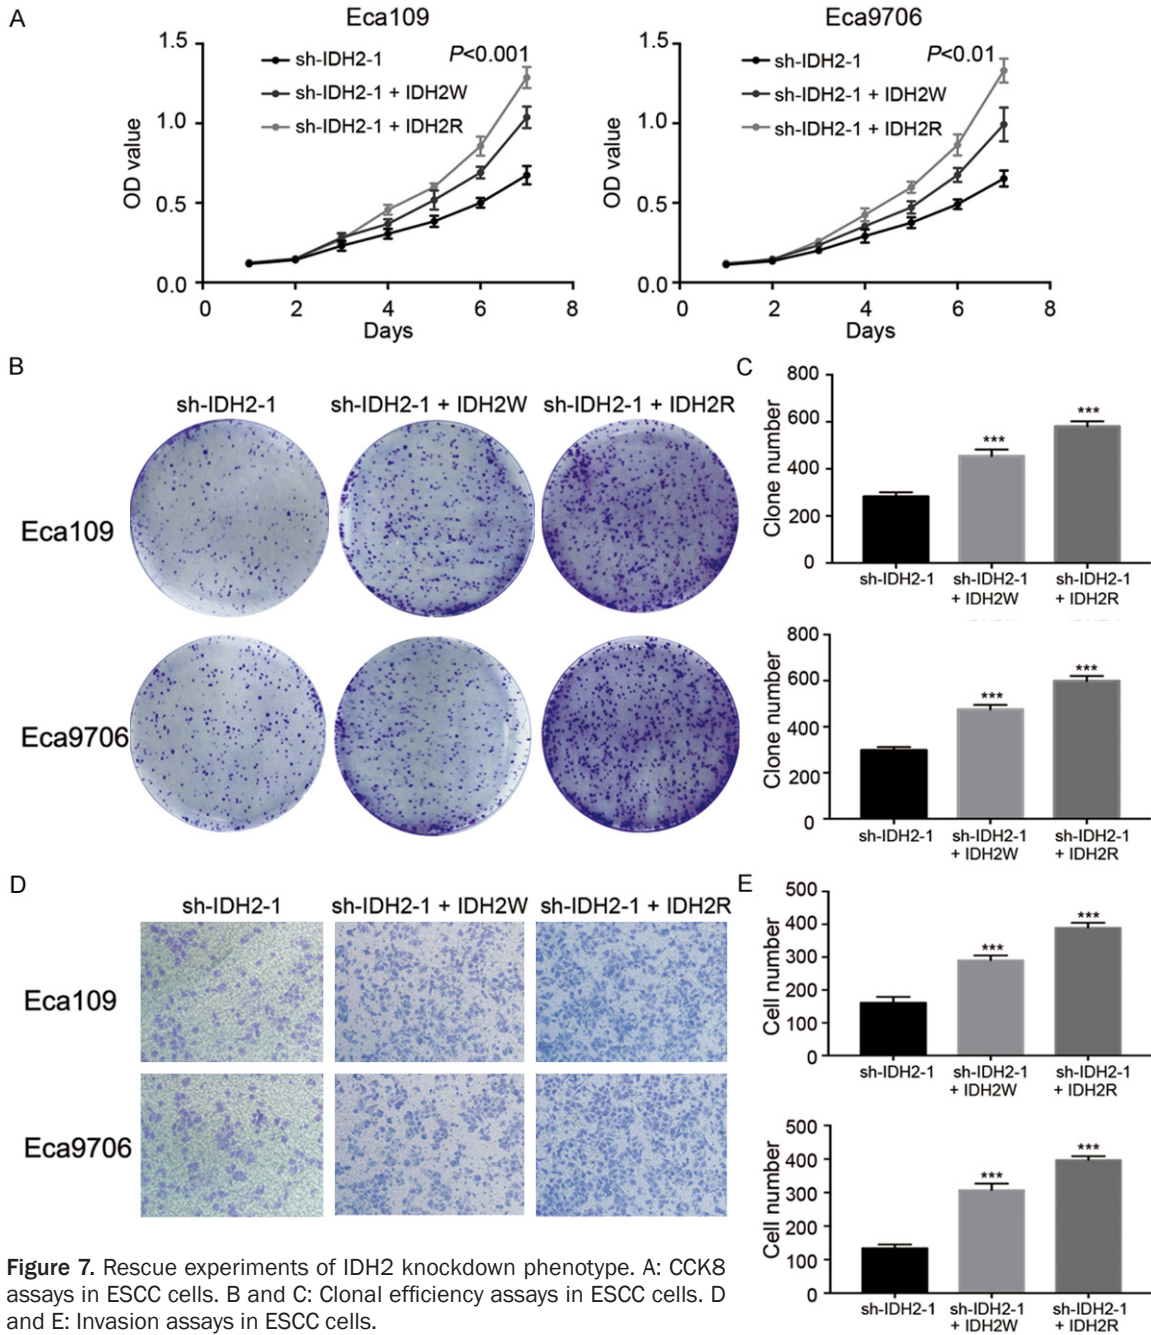 A
Eca109
1.5
1.0
0.5
0.0
OD value
sh-IDH2-1
sh-IDH2-1 + IDH2W
sh-IDH2-1 + IDH2R
P<0.001
0 2 4 6 8
Days
Eca9706
1.5
1.0
0.5
0.0
OD value
sh-IDH2-1
sh-IDH2-1 + IDH2W
sh-IDH2-1 + IDH2R
P<0.01
0 2 4 6 8
Days
B
sh-IDH2-1 sh-IDH2-1 + IDH2W sh-IDH2-1 + IDH2R
Eca109
Eca9706
C
800
600
400
200
0
Clone number
***
***
sh-IDH2-1 sh-IDH2-1 sh-IDH2-1
+ IDH2W + IDH2R
800
600
400
200
0
Clone number
***
***
sh-IDH2-1 sh-IDH2-1 sh-IDH2-1
+ IDH2W + IDH2R
D
sh-IDH2-1 sh-IDH2-1 + IDH2W sh-IDH2-1 + IDH2R
Eca109
Eca9706
E
500
400
300
200
100
0
Cell number
***
***
sh-IDH2-1 sh-IDH2-1 sh-IDH2-1
+ IDH2W + IDH2R
500
400
300
200
100
0
Cell number
***
***
sh-IDH2-1 sh-IDH2-1 sh-IDH2-1
+ IDH2W + IDH2R
Figure 7. Rescue experiments of IDH2 knockdown phenotype. A: CCK8
assays in ESCC cells. B and C: Clonal efficiency assays in ESCC cells. D
and E: Invasion assays in ESCC cells.